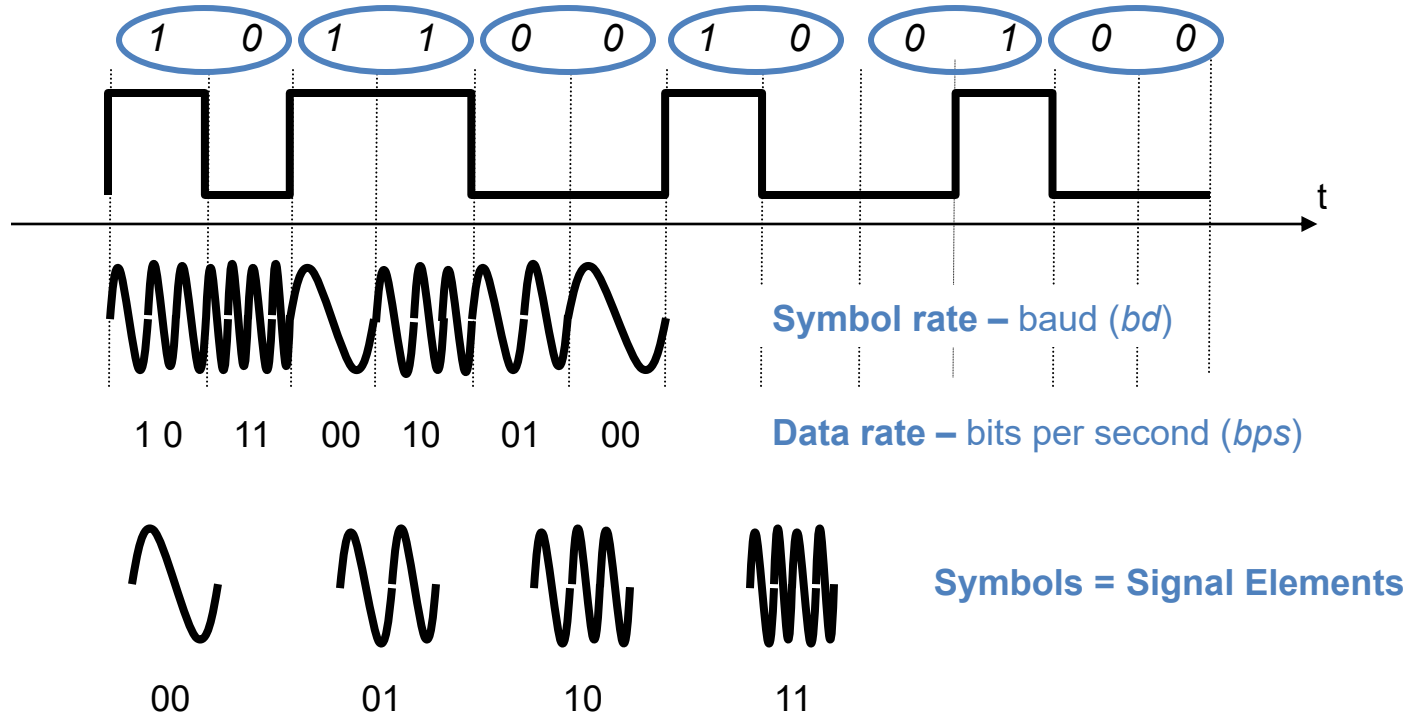 1 0 1 1 0 0 1 0 0 1 0 0
t
Symbol rate – baud (bd)
1 0 11 00 10 01 00
Data rate – bits per second (bps)
Symbols = Signal Elements
00 01 10 11